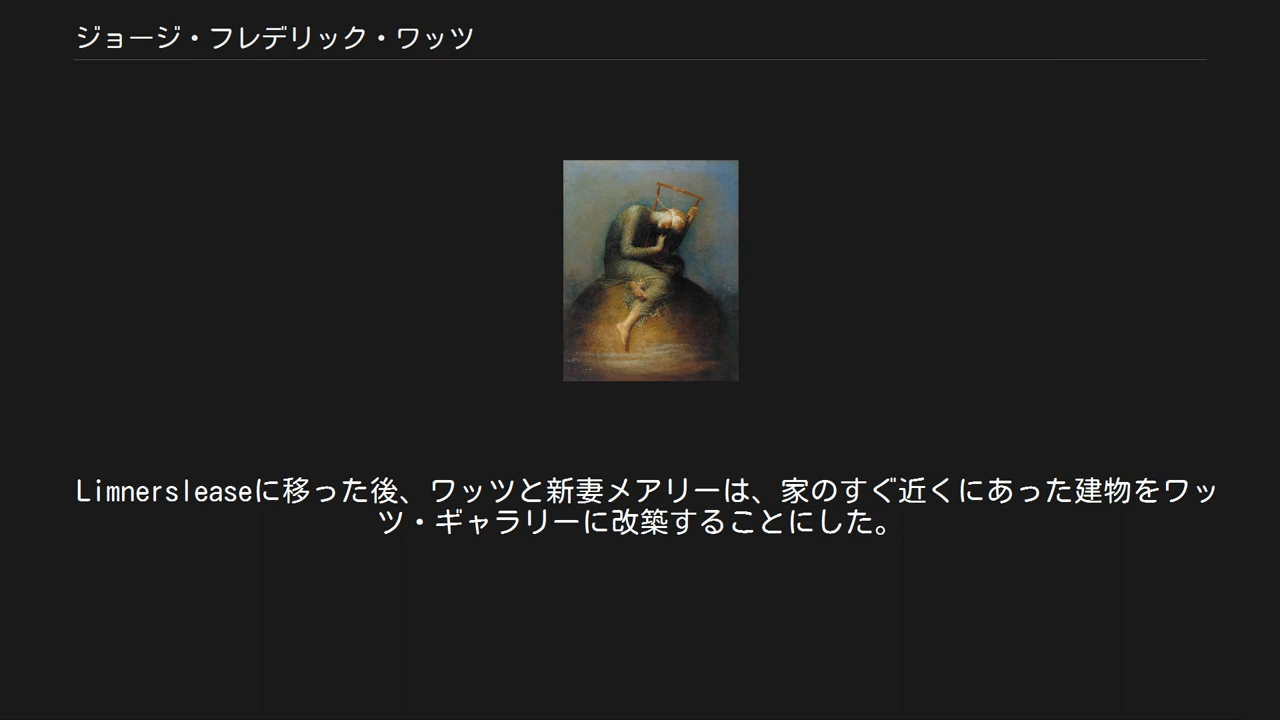 ジョージ・フレデリック・ワッツ
Limnersleaseに移った後、ワッツと新妻メアリーは、家のすぐ近くにあった建物をワッ
ツ・ギャラリーに改築することにした。